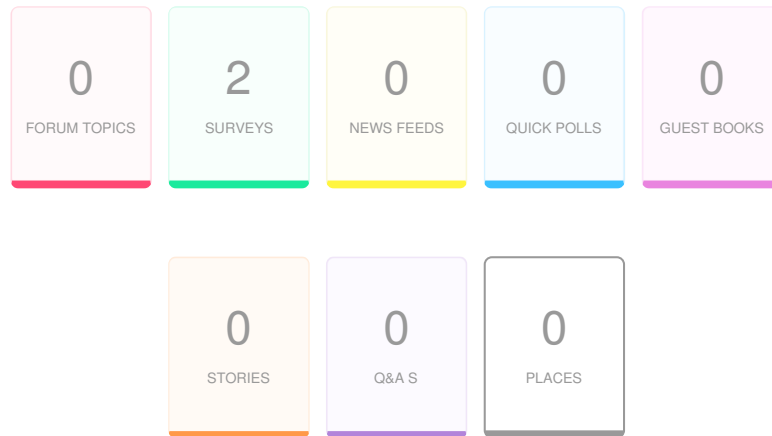 0 2 0 0 0
FORUM TOPICS SURVEYS NEWS FEEDS QUICK POLLS GUEST BOOKS
0 0 0
STORIES Q&A S PLACES